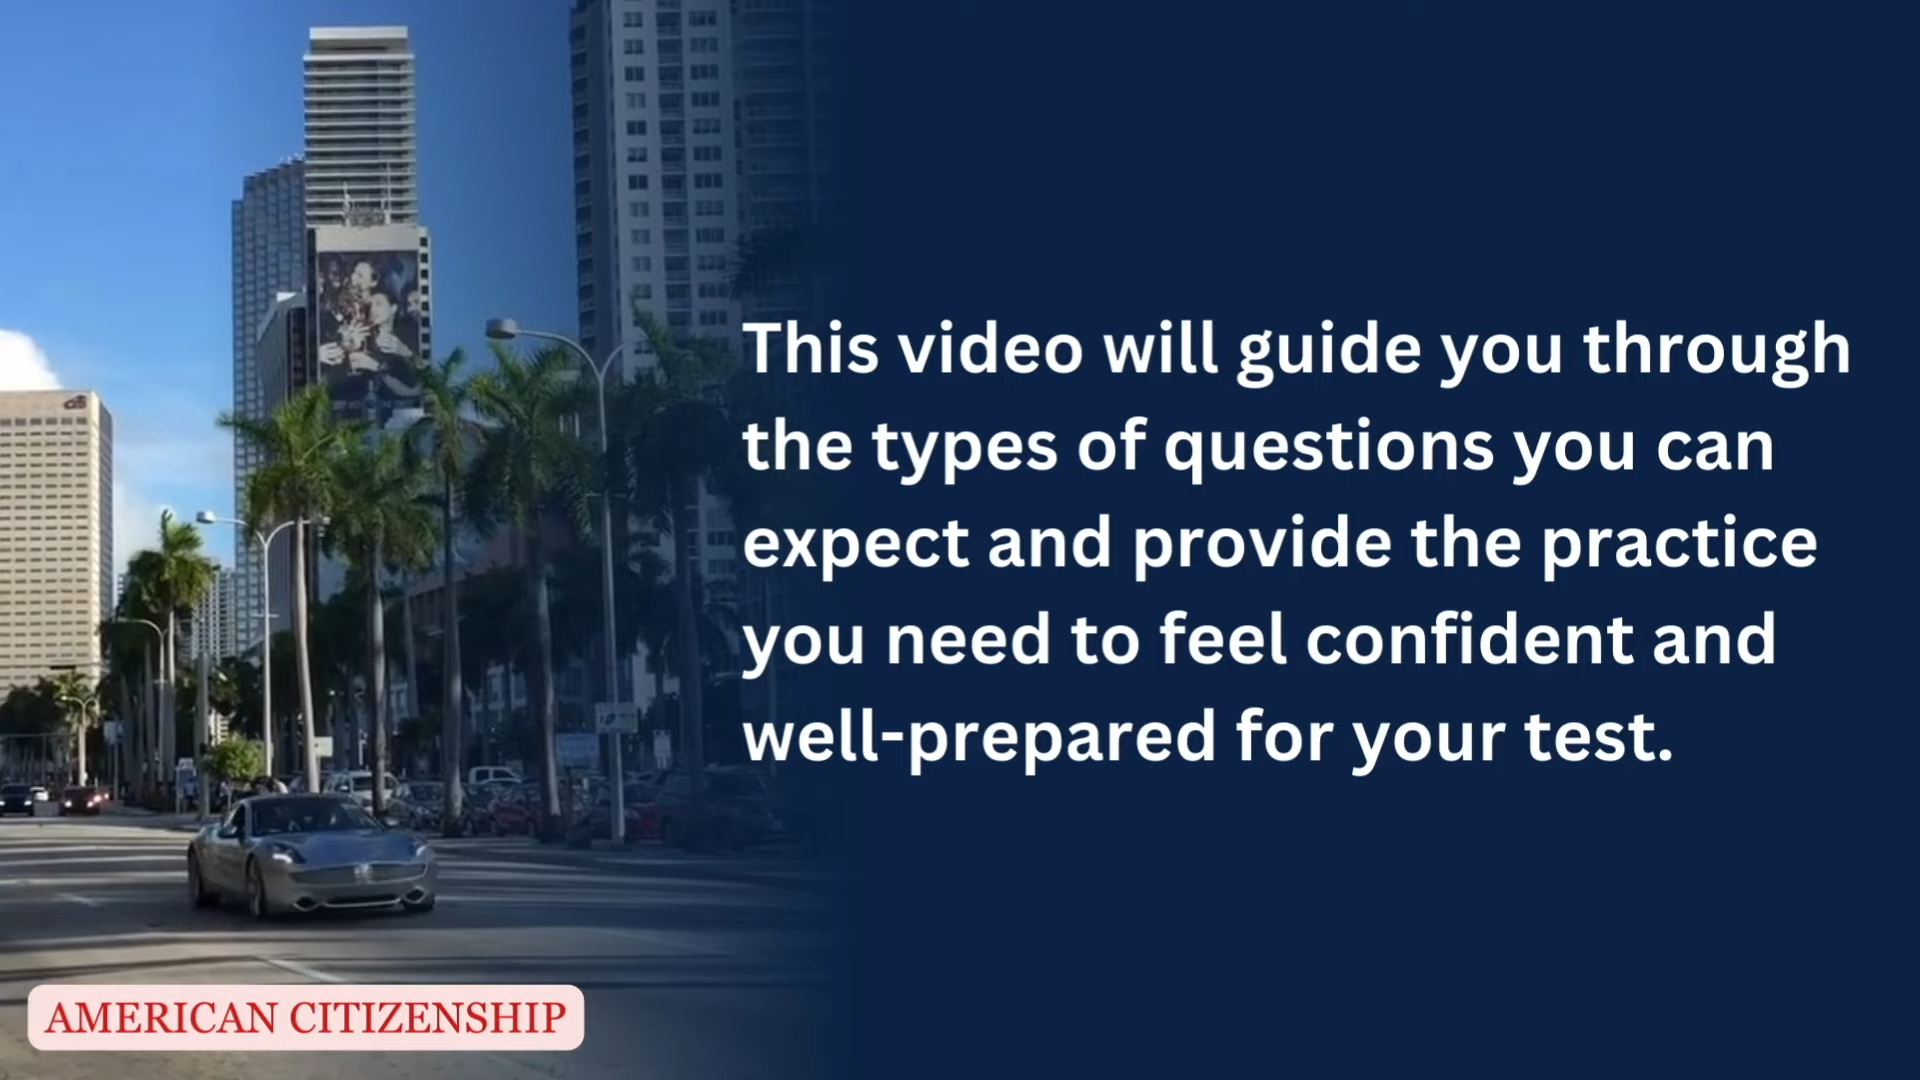 This video will guide you through
the types of questions you can
expect and provide the practice
you need to feel confident and
well-prepared for your test.
AMERICAN CITIZENSHIP